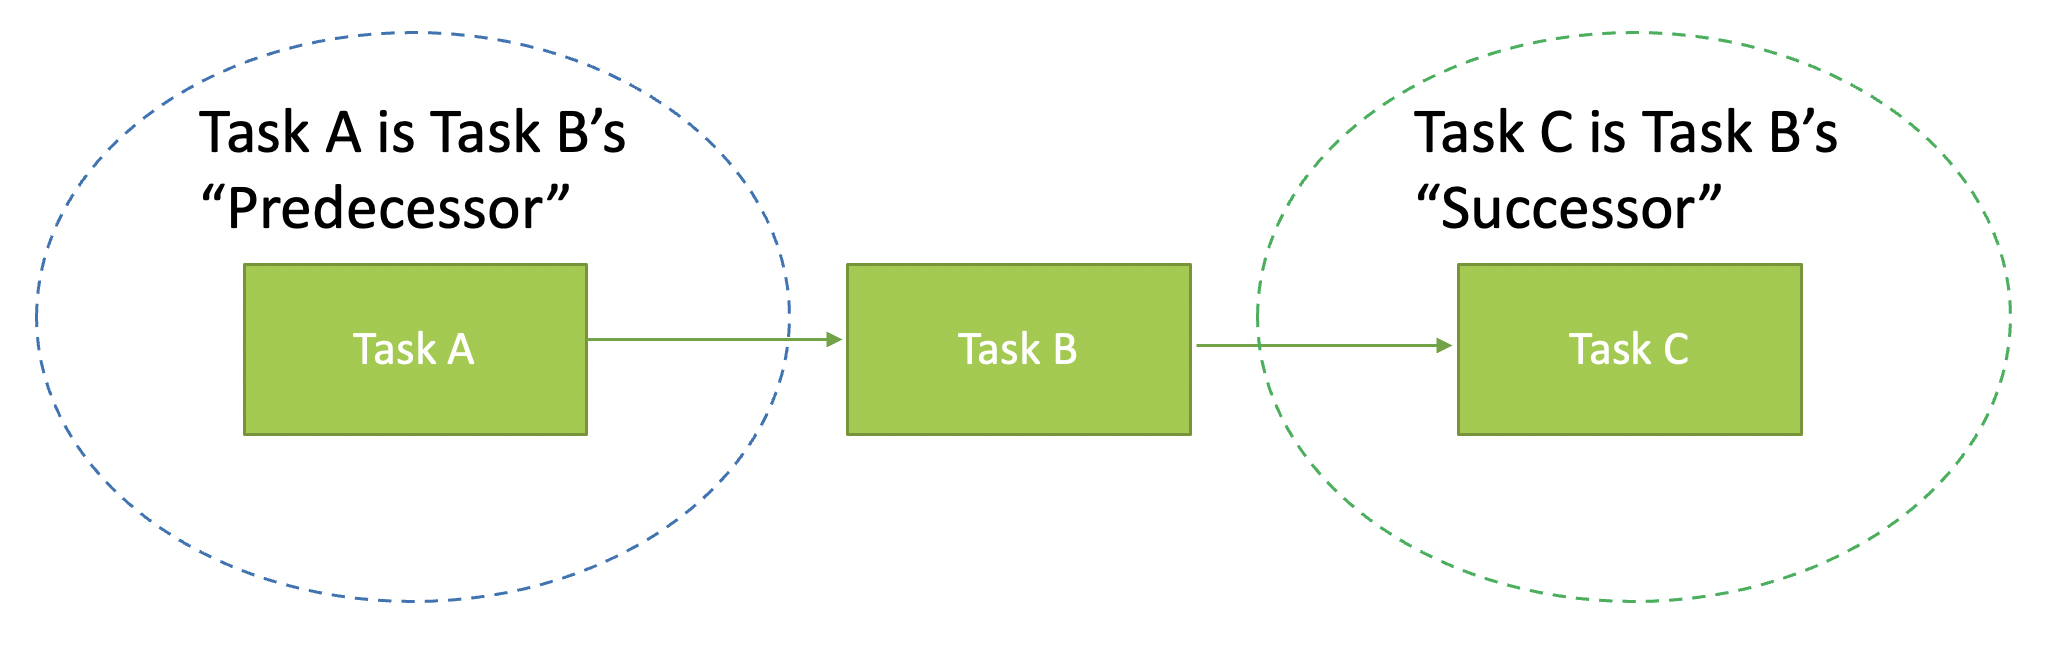 Task A is Task B’s
“Predecessor”
Task C is Task B’s
“Successor”
Task A
Task B
Task C